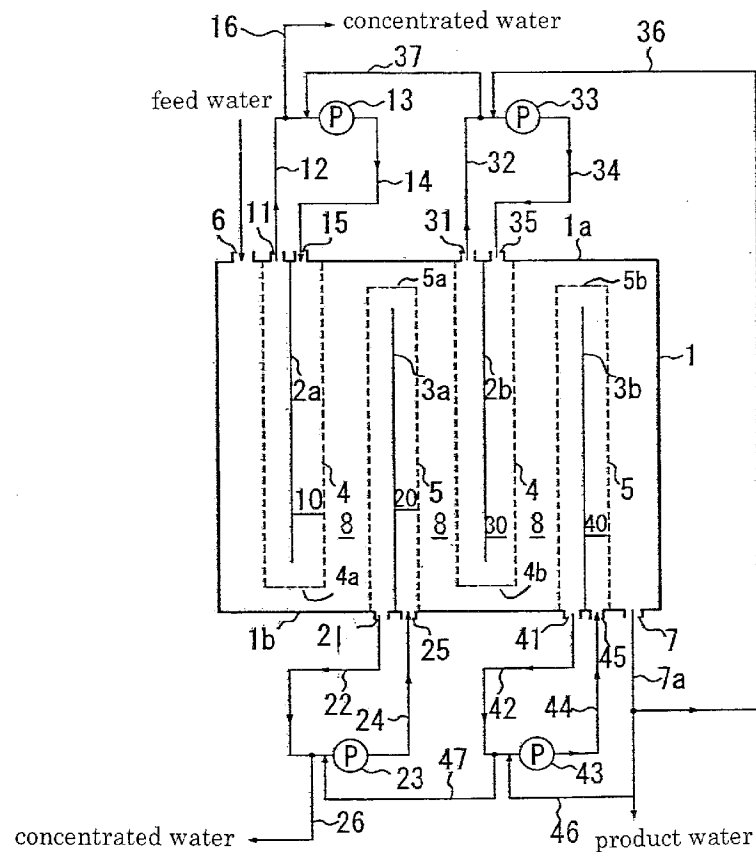 16
concentrated water
37
36
feed water
P
13
P
33
12
14
32
34
6
11
15
31
35
1a
5a
5b
1
2a
3a
2b
3b
4
5
4
5
10
8
20
8
30
8
40
4a
4b
1b
21
25
41
45
7
7a
22
24
42
44
P
23
P
43
47
concentrated water
26
46
product water